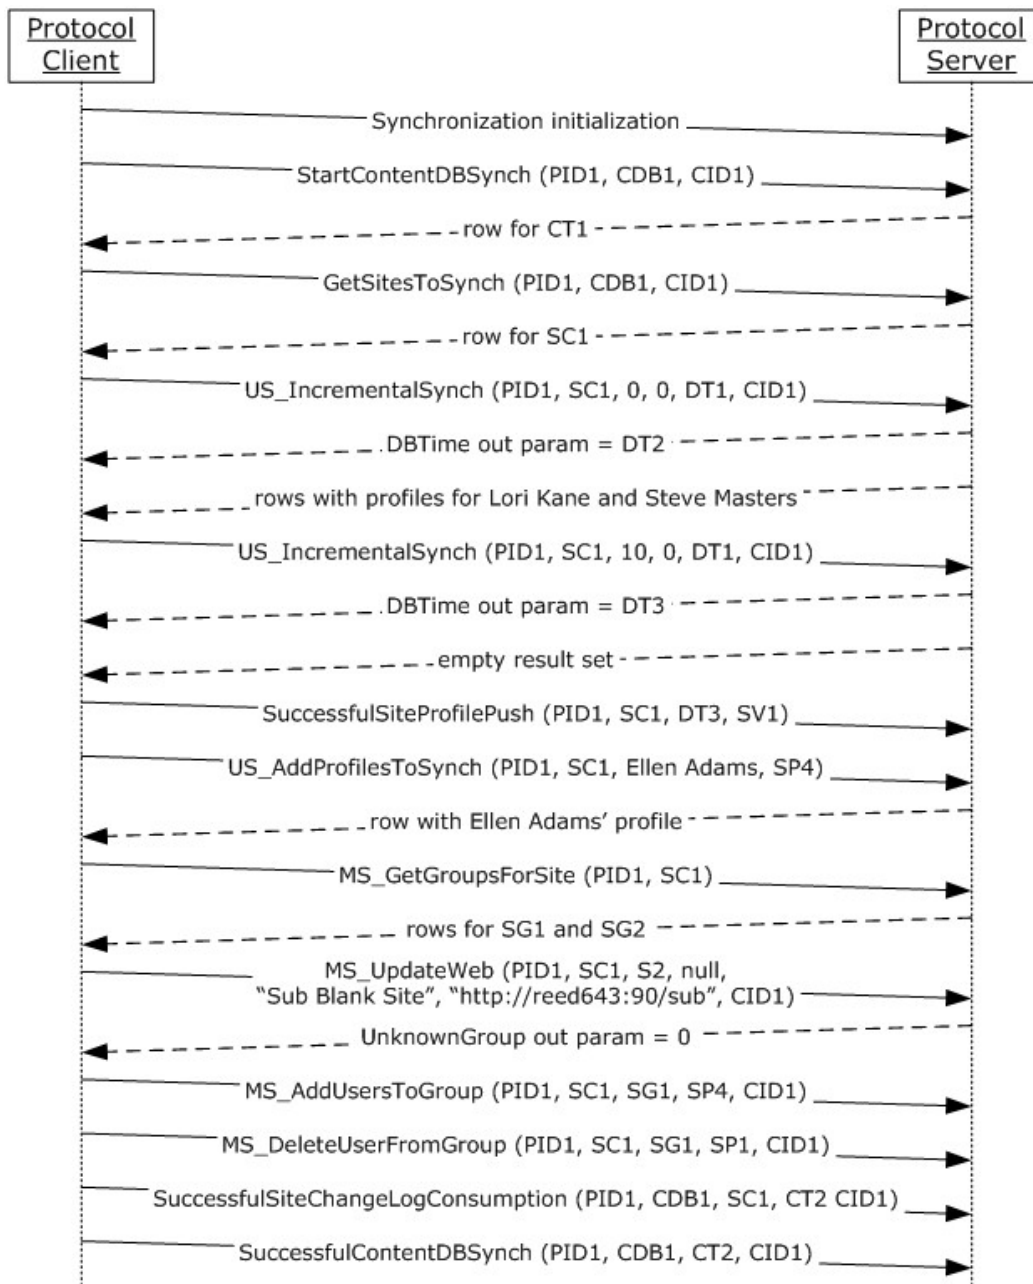 Protocol
Client
Protocol
Server
Synchronization initialization
StartContentDBSynch (PID1, CDB1, CID1)
row for CT1
GetSitesToSynch (PID1, CDB1, CID1)
row for SC1
US_IncrementalSynch (PID1, SC1, 0, 0, DT1, CID1)
DBTime out param = DT2
rows with profiles for Lori Kane and Steve Masters
US_IncrementalSynch (PID1, SC1, 10, 0, DT1, CID1)
DBTime out param = DT3
empty result set
SuccessfulSiteProfilePush (PID1, SC1, DT3, SV1)
US_AddProfilesToSynch (PID1, SC1, Ellen Adams, SP4)
row with Ellen Adams’ profile
MS_GetGroupsForSite (PID1, SC1)
rows for SG1 and SG2
MS_UpdateWeb (PID1, SC1, S2, null,
“Sub Blank Site”, “http://reed643:90/sub”, CID1)
UnknownGroup out param = 0
MS_AddUsersToGroup (PID1, SC1, SG1, SP4, CID1)
MS_DeleteUserFromGroup (PID1, SC1, SG1, SP1, CID1)
SuccessfulSiteChangeLogConsumption (PID1, CDB1, SC1, CT2 CID1)
SuccessfulContentDBSynch (PID1, CDB1, CT2, CID1)